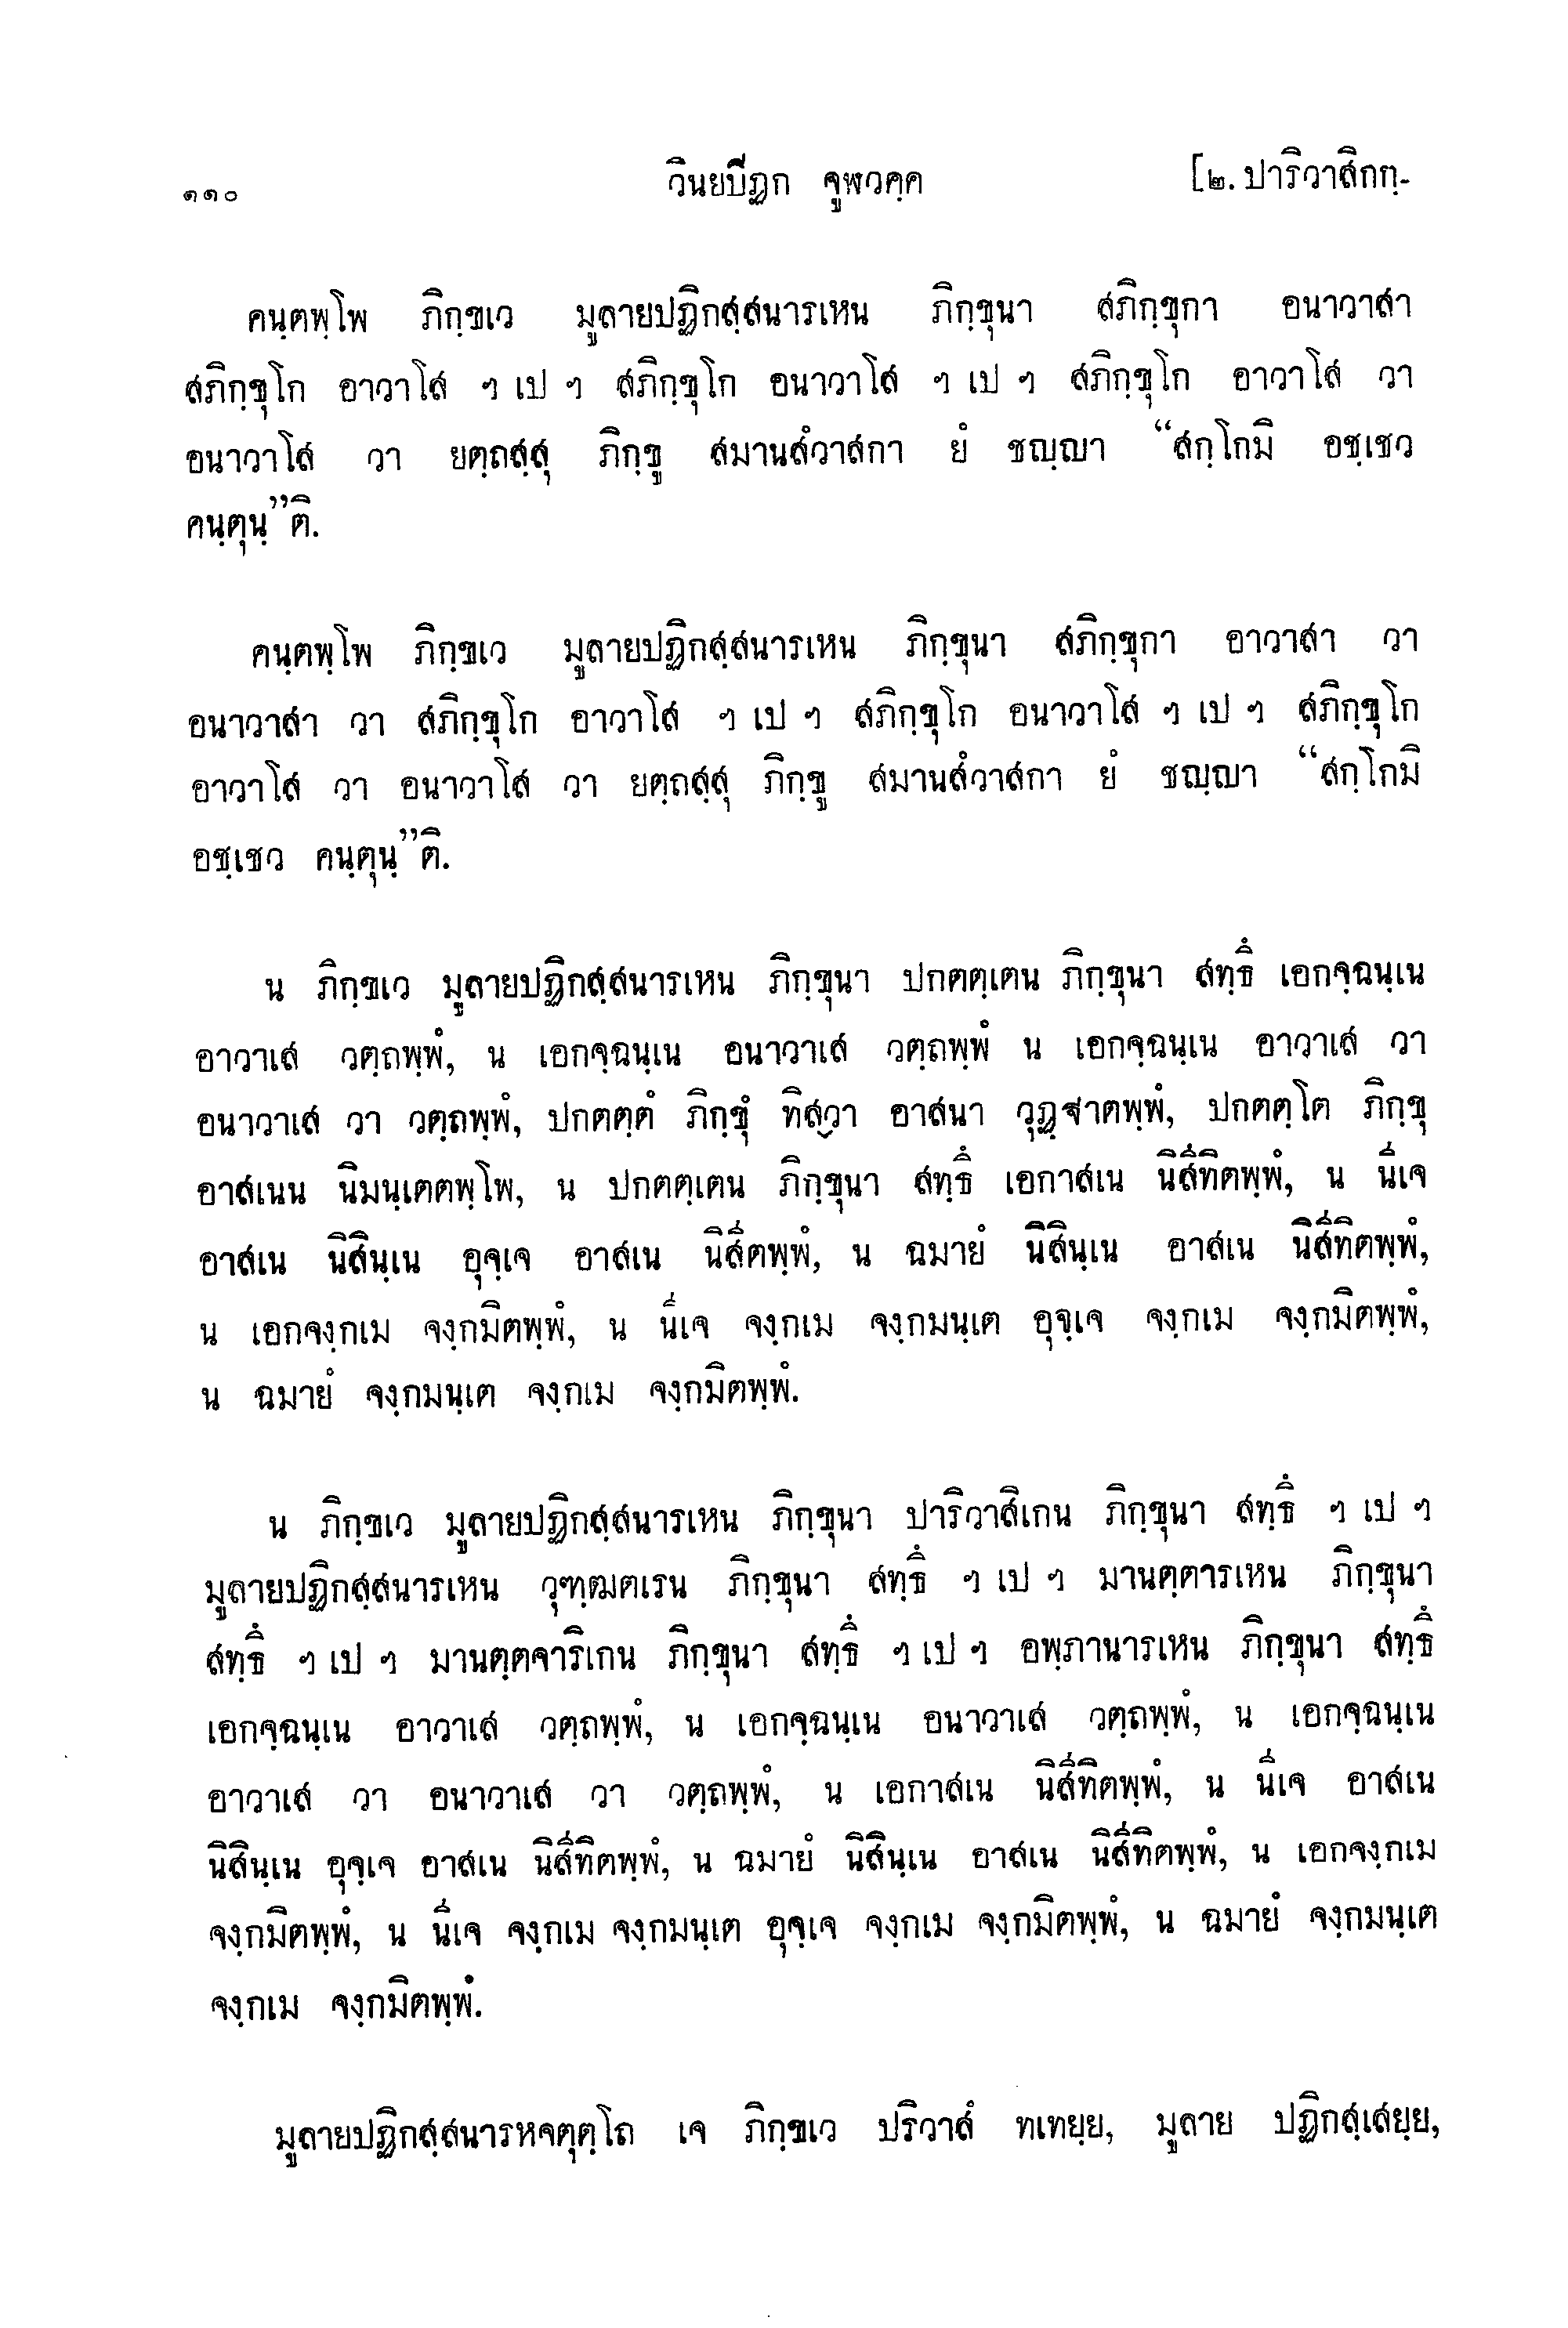 ๑๑๐ วินยปีฏก จูฬวคฺค [๒. ปาริวาสิกกฺ-
คนฺตพฺโพ ภิกฺขเว มูลายปฏิกสฺสนารเหน ภิกฺขุนา สภิกฺขุกา อนาวาสา
สภิกฺขุโก อาวาโส ฯ เป ฯ สภิกฺขุโก อนาวาโส ฯ เป ฯ สภิกฺขุโก อาวาโส วา
อนาวาโส วา ยตฺถสฺสุ ภิกฺขู สมานสํวาสกา ยํ ชญฺญา “สกฺโกมิ อชฺเชว
คนฺตุนฺ”ติ.
คนฺตพฺโพ ภิกฺขเว มูลายปฏิกสฺสนารเหน ภิกฺขุนา สภิกฺขุกา อาวาสา วา
อนาวาสา วา สภิกฺขุโก อาวาโส ฯ เป ฯ สภิกฺขุโก อนาวาโส ฯ เป ฯ สภิกฺขุโก
อาวาโส วา อนาวาโส วา ยตฺถสฺสุ ภิกฺขู สมานสํวาสกา ยํ ชญฺญา “สกฺโกมิ
อชฺเชว คนฺตุนฺ”ติ.
น ภิกฺขเว มูลายปฏิกสฺสนารเหน ภิกฺขุนา ปกตตฺเตน ภิกฺขุนา สทฺธึ เอกจฺฉนฺเน
อาวาเส วตฺถพฺพํ, น เอกจฺฉนฺเน อนาวาเส วตฺถพฺพํ น เอกจฺฉนฺเน อาวาเส วา
อนาวาเส วา วตฺถพฺพํ, ปกตตฺตํ ภิกฺขุํ ทิสฺวา อาสนา วุฏฺฐาตพฺพํ, ปกตตฺโต ภิกฺขุ
อาสเนน นิมนฺเตตพฺโพ, น ปกตตฺเตน ภิกฺขุนา สทฺธึ เอกาสเน นิสีทิตพฺพํ, น นีเจ
อาสเน นิสินฺเน อุจฺเจ อาสเน นิสีตพฺพํ, น ฉมายํ นิสินฺเน อาสเน นิสีทิตพฺพํ,
น เอกจงฺกเม จงฺกมิตพฺพํ, น นีเจ จงฺกเม จงฺกมนฺเต อุจฺเจ จงฺกเม จงฺกมิตพฺพํ,
น ฉมายํ จงฺกมนฺเต จงฺกเม จงฺกมิตพฺพํ.
น ภิกฺขเว มูลายปฏิกสฺสนารเหน ภิกฺขุนา ปาริวาสิเกน ภิกฺขุนา สทฺธึ ฯ เป ฯ
มูลายปฏิกสฺสนารเหน วุฑฺฒตเรน ภิกฺขุนา สทฺธึ ฯ เป ฯ มานตฺตารเหน ภิกฺขุนา
สทฺธึ ฯ เป ฯ มานตฺตจาริเกน ภิกฺขุนา สทฺธึ ฯ เป ฯ อพฺภานารเหน ภิกฺขุนา สทฺธึ
เอกจฺฉนฺเน อาวาเส วตฺถพฺพํ, น เอกจฺฉนฺเน อนาวาเส วตฺถพฺพํ, น เอกจฺฉนฺเน
อาวาเส วา อนาวาเส วา วตฺถพฺพํ, น เอกาสเน นิสีทิตพฺพํ, น นีเจ อาสเน
นิสินฺเน อุจฺเจ อาสเน นิสีทิตพฺพํ, น ฉมายํ นิสินฺเน อาสเน นิสีทิตพฺพํ, น เอกจงฺกเม
จงฺกมิตพฺพํ, น นีเจ จงฺกเม จงฺกมนฺเต อุจฺเจ จงฺกเม จงฺกมิตพฺพํ, น ฉมายํ จงฺกมนฺเต
จงฺกเม จงฺกมิตพฺพํ.
มูลายปฏิกสฺสนารหจตุตฺโถ เจ ภิกฺขเว ปริวาสํ ทเทยฺย, มูลาย ปฏิกสฺเสยฺย,